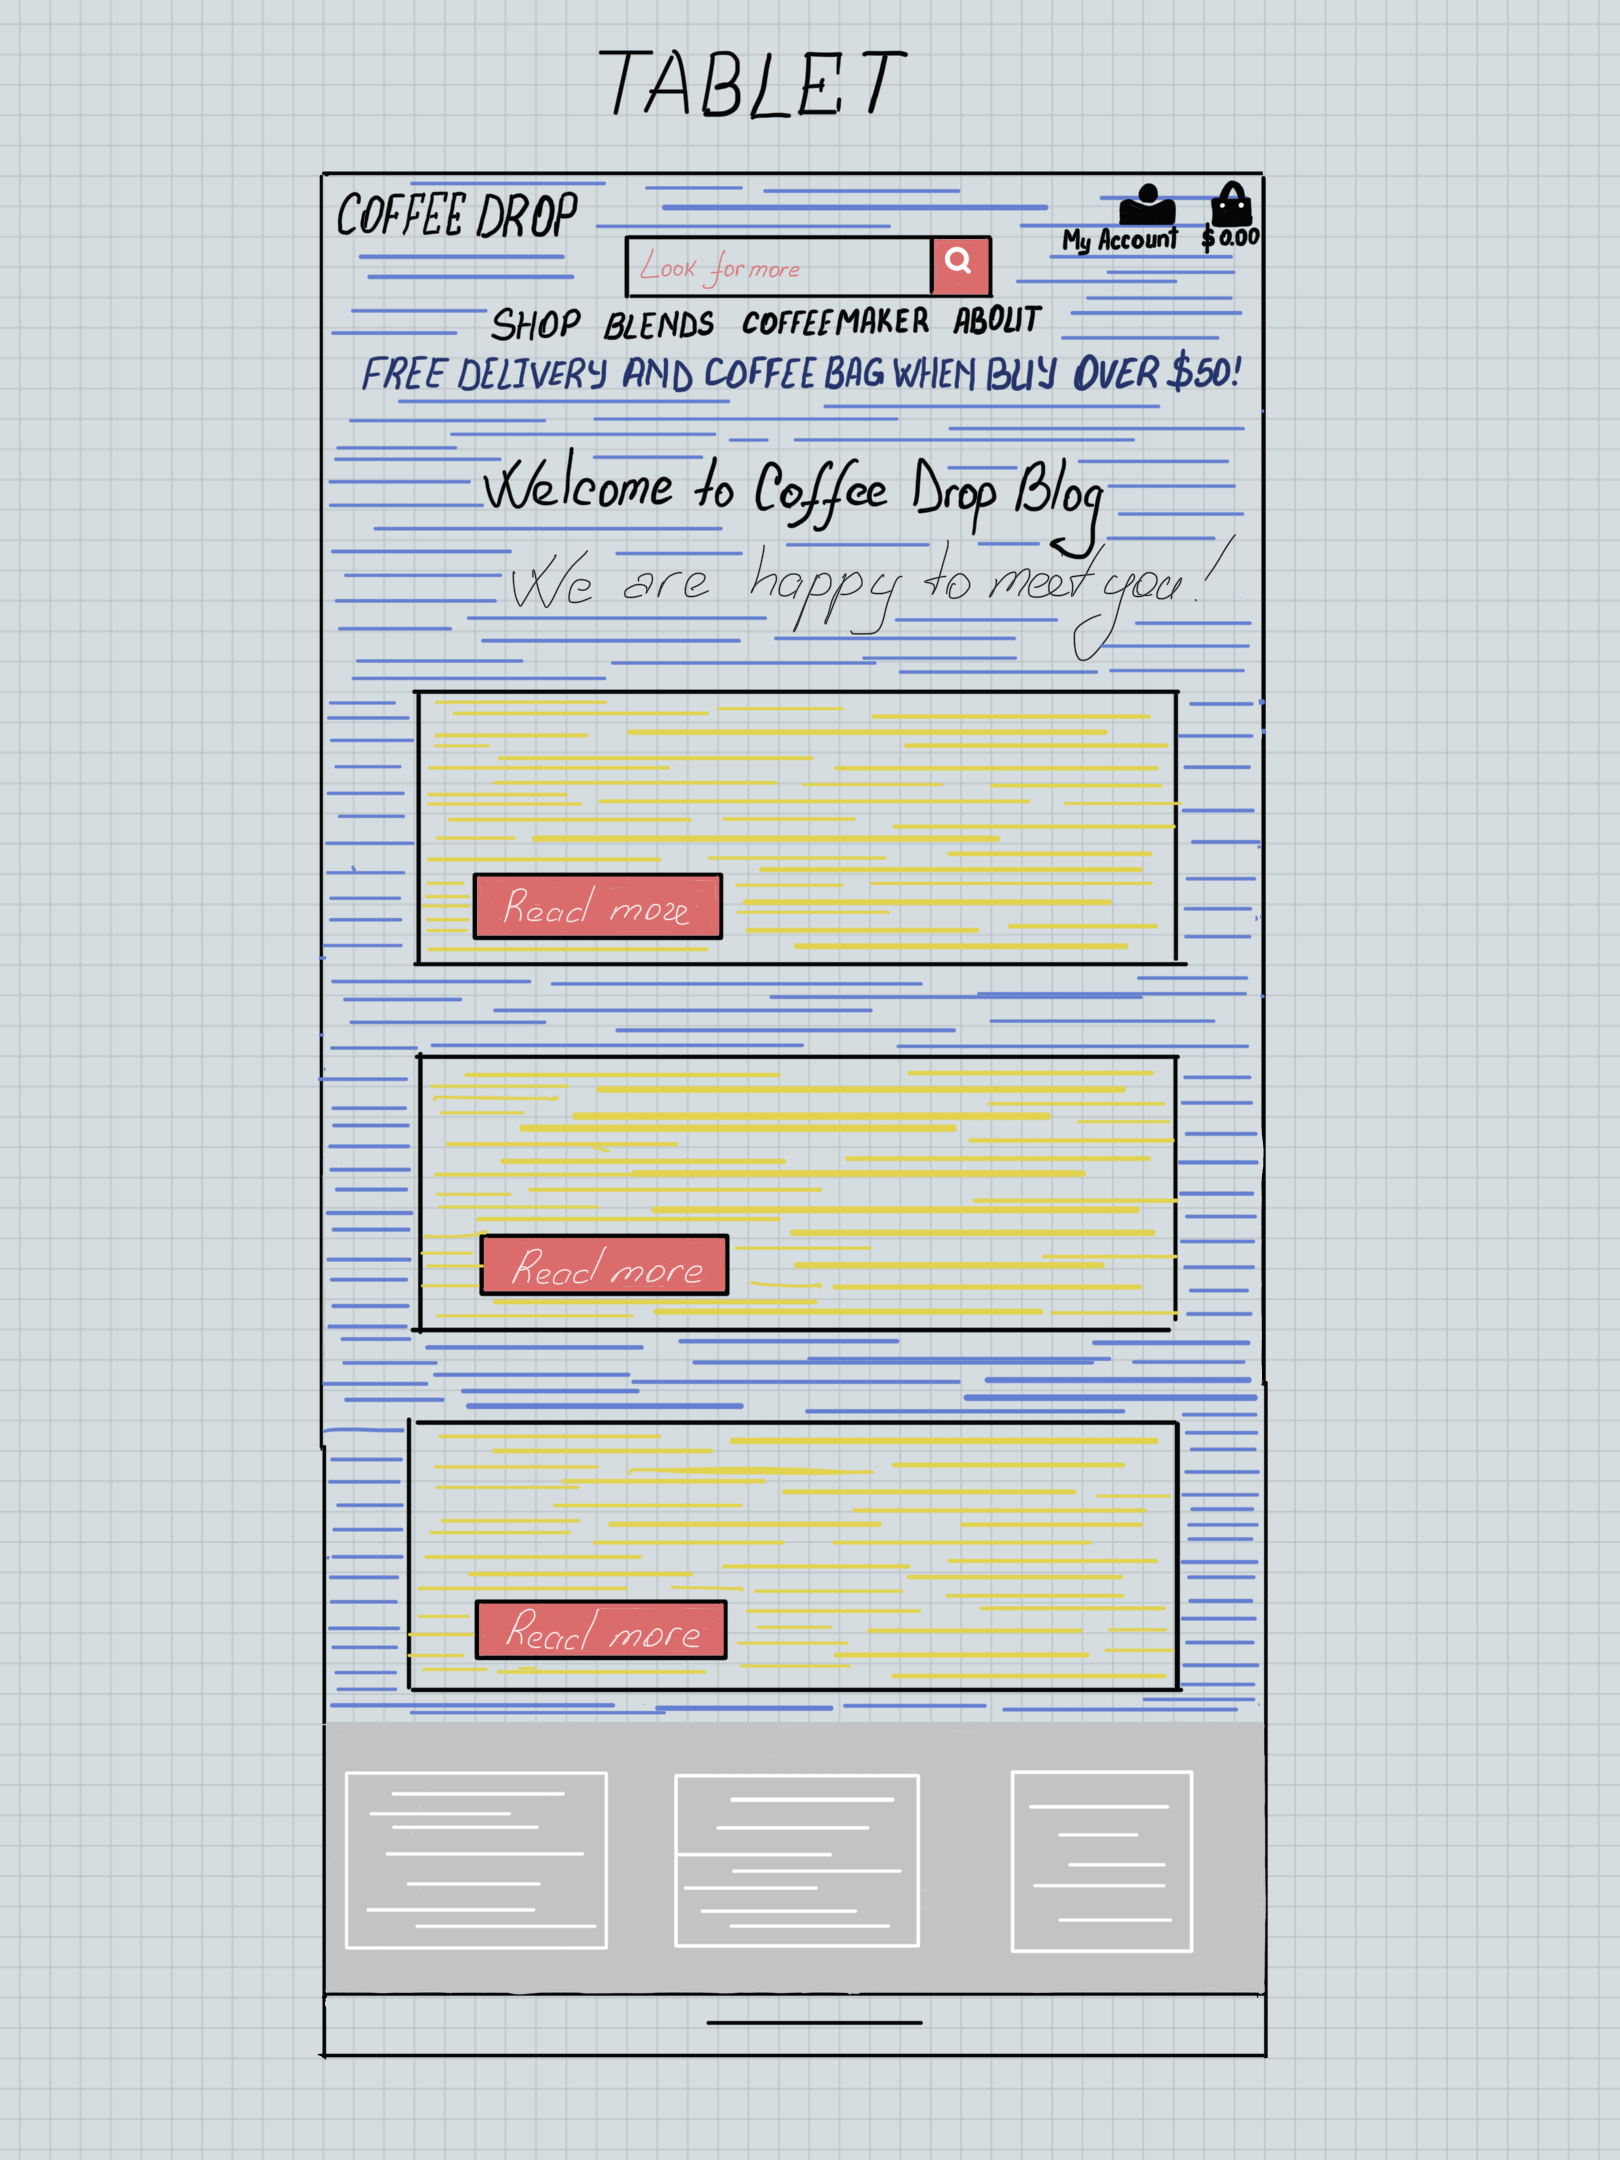 TABLET
COFFEE DROP
My Account $0.00
Look for more
SHOP BLENDS COFFEEMAKER ABOUT
FREE DELIVERY AND COFFEE BAG WHEN BUY OVER $50!
Welcome to Coffee Drop Blog
We are happy to meet you!
Read more
Read more
Read more